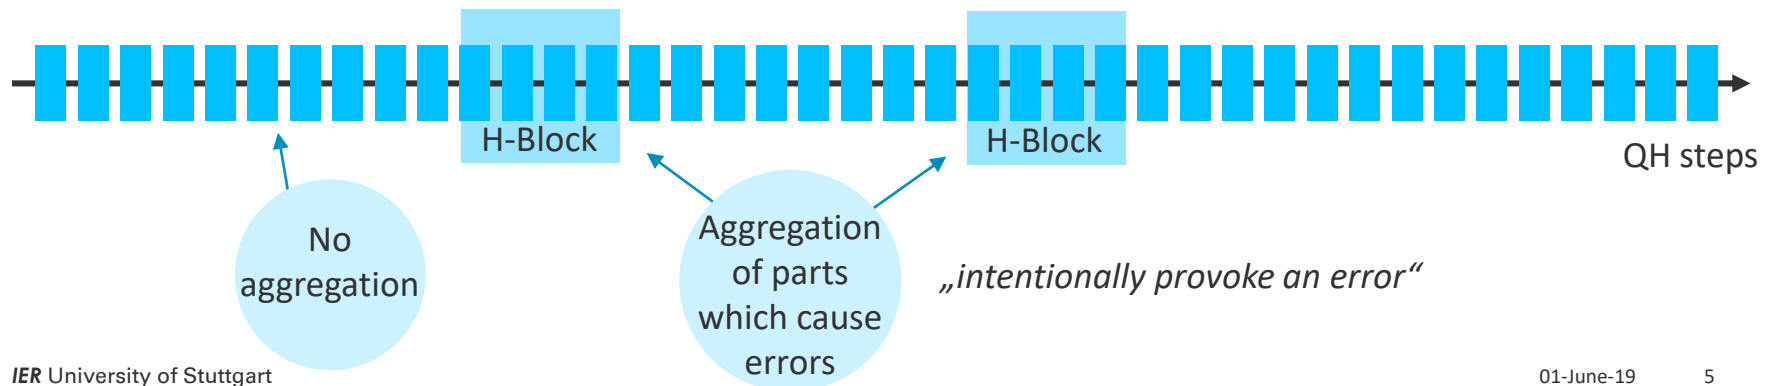 H-Block
H-Block
QH steps
No
aggregation
Aggregation
of parts
which cause
errors
„intentionally provoke an error“
IER University of Stuttgart
01-June-19
5